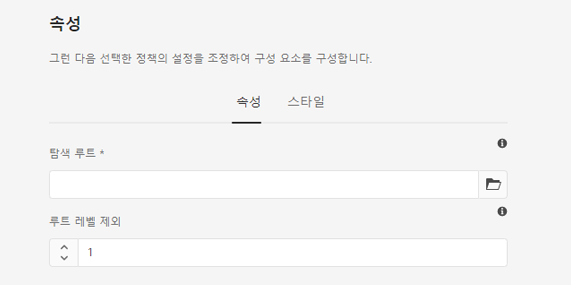 속성
그런 다음 선택한 정책의 설정을 조정하여 구성 요소를 구성합니다.
속성 스타일
탐색 루트 *
루트 레벨 제외
1